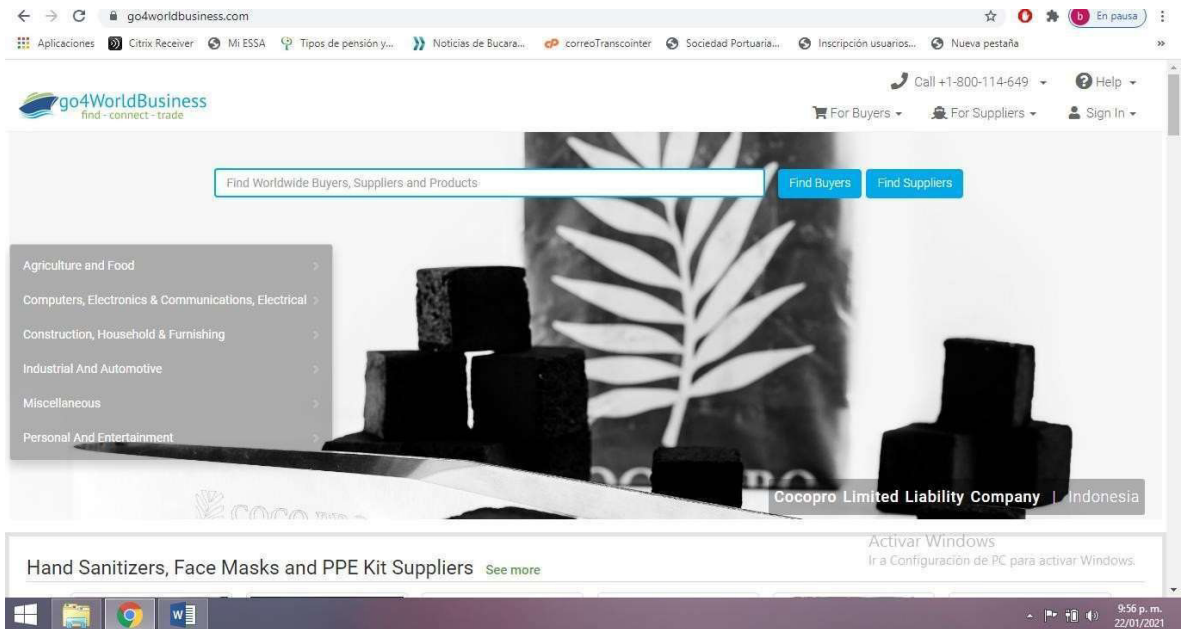 go4worldbusiness.com
b En pausa
Aplicaciones Citrix Receiver Mi ESSA Tipos de pensión y... Noticias de Bucara... cP correoTranscointer Sociedad Portuaria... Inscripción usuarios... Nueva pestaña »
Call +1-800-114-649 Help
go4WorldBusiness
find - connect - trade
For Buyers For Suppliers Sign In
Find Worldwide Buyers, Suppliers and Products Find Buyers Find Suppliers
Agriculture and Food
Computers, Electronics & Communications, Electrical
Construction, Household & Furnishing
Industrial And Automotive
Miscellaneous
Personal And Entertainment
Cocopro Limited Liability Company | Indonesia
Activar Windows
Ir a Configuración de PC para activar Windows.
Hand Sanitizers, Face Masks and PPE Kit Suppliers See more
9:56 p. m.
22/01/2021